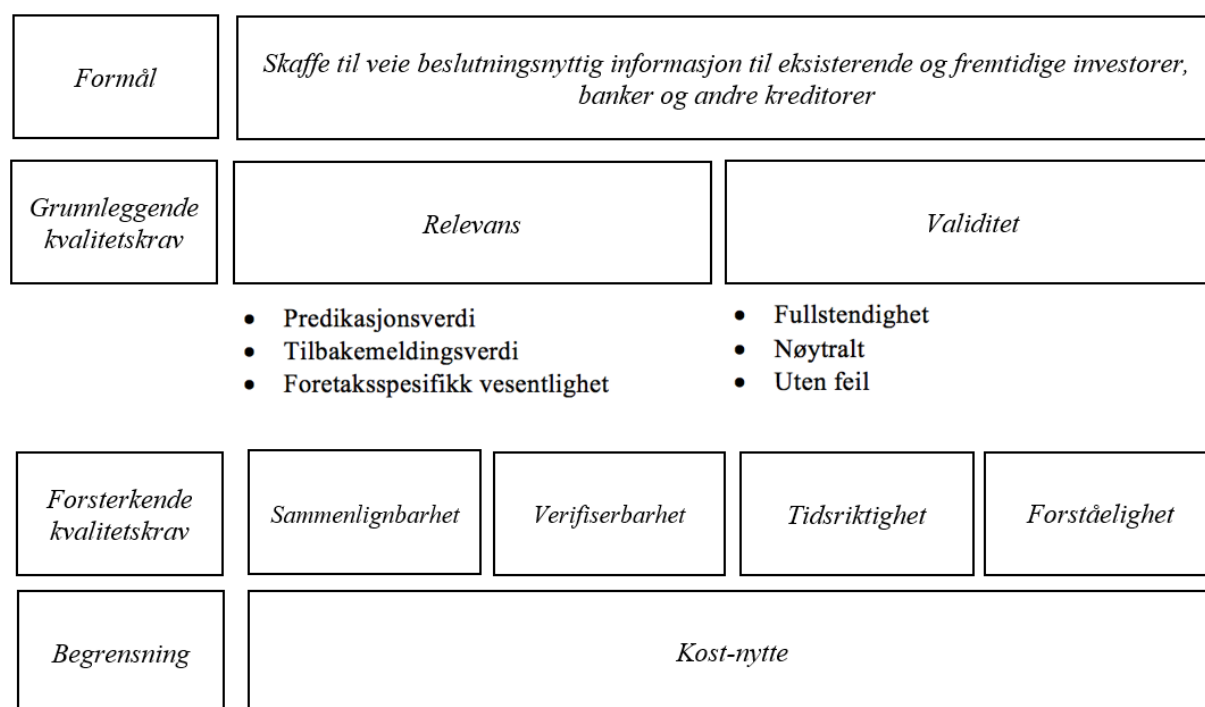 Formål
Skaffe til veie beslutningsnyttig informasjon til eksisterende og fremtidige investorer,
banker og andre kreditorer
Grunnleggende
kvalitetskrav
Relevans
Validitet
• Predikasjonsverdi
• Tilbakemeldingsverdi
• Foretaksspesifikk vesentlighet
• Fullstendighet
• Nøytralt
• Uten feil
Forsterkende
kvalitetskrav
Sammenlignbarhet
Verifiserbarhet
Tidsriktighet
Forståelighet
Begrensning
Kost-nytte